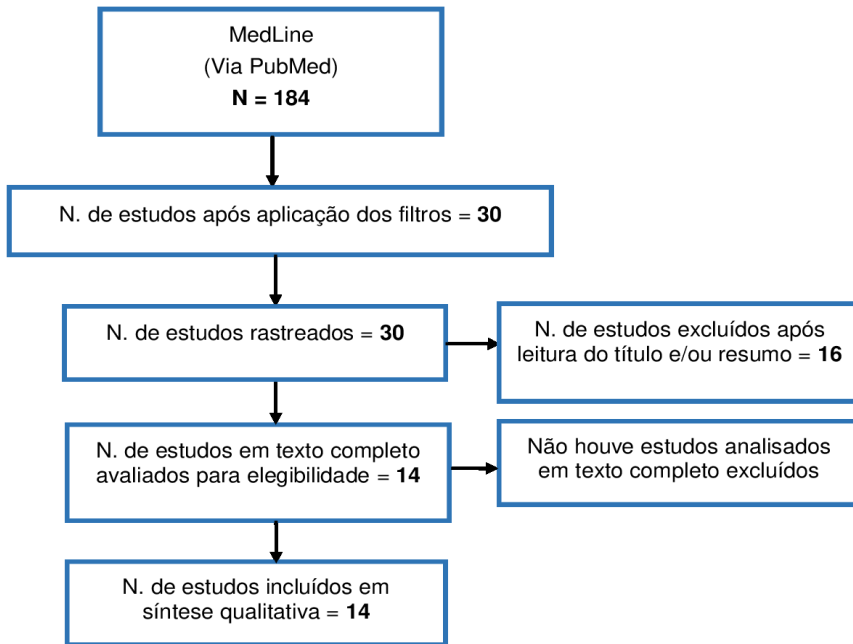 MedLine
(Via PubMed)
N = 184
N. de estudos após aplicação dos filtros = 30
N. de estudos rastreados = 30
N. de estudos excluídos após
leitura do título e/ou resumo = 16
N. de estudos em texto completo
avaliados para elegibilidade = 14
Não houve estudos analisados
em texto completo excluídos
N. de estudos incluídos em
síntese qualitativa = 14